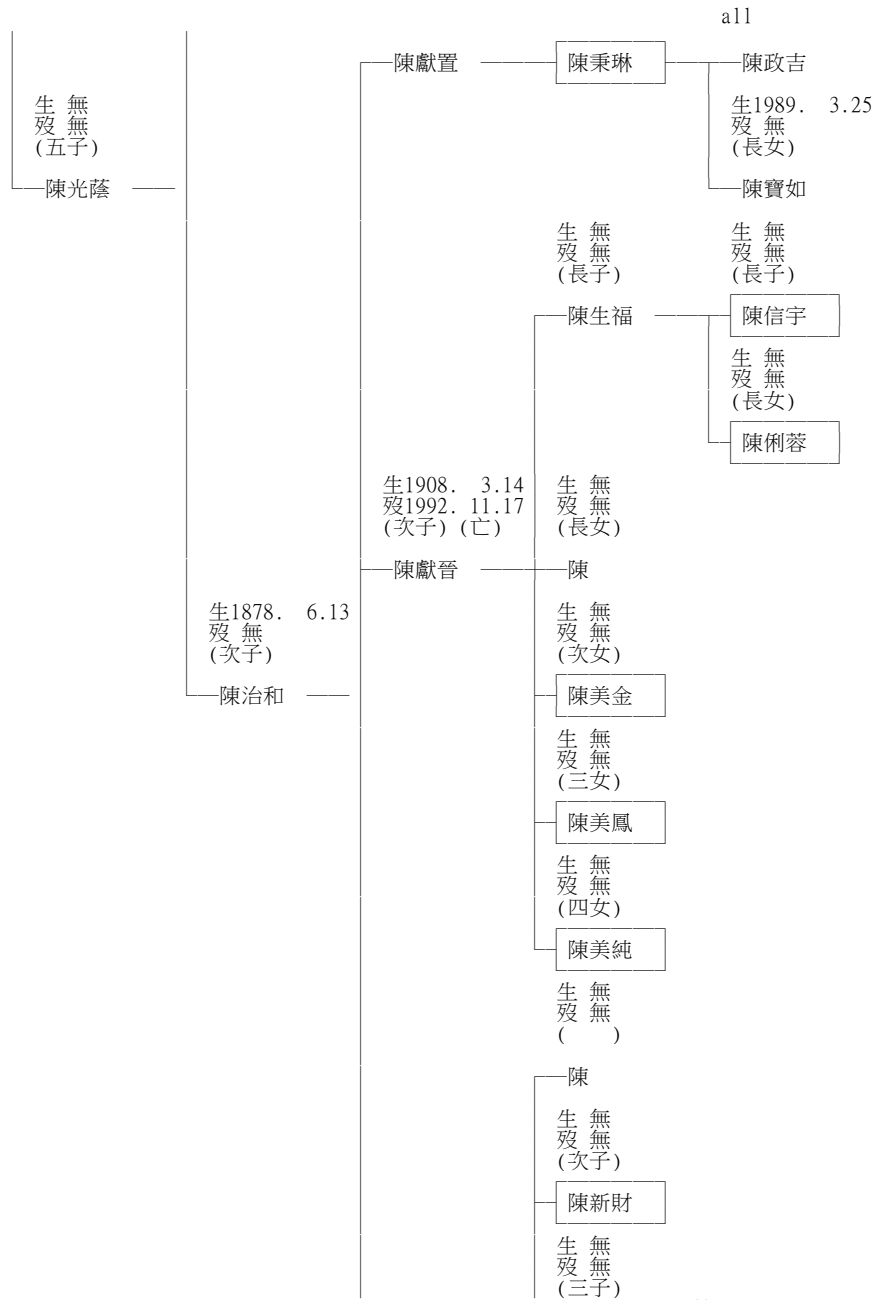 all
陳獻置 陳秉琳 陳政吉
生 無 生1989. 3.25
歿 無 歿 無
(五子) (長女)
陳光蔭 陳寶如
生 無 生 無
歿 無 歿 無
(長子) (長子)
陳生福 陳信宇
生 無
歿 無
(長女)
陳俐蓉
生1908. 3.14 生 無
歿1992. 11.17 歿 無
(次子)(亡) (長女)
陳獻晉 陳
生1878. 6.13 生 無
歿 無 歿 無
(次子) (次女)
陳治和 陳美金
生 無
歿 無
(三女)
陳美鳳
生 無
歿 無
(四女)
陳美純
生 無
歿 無
( )
陳
生 無
歿 無
(次子)
陳新財
生 無
歿 無
(三子)